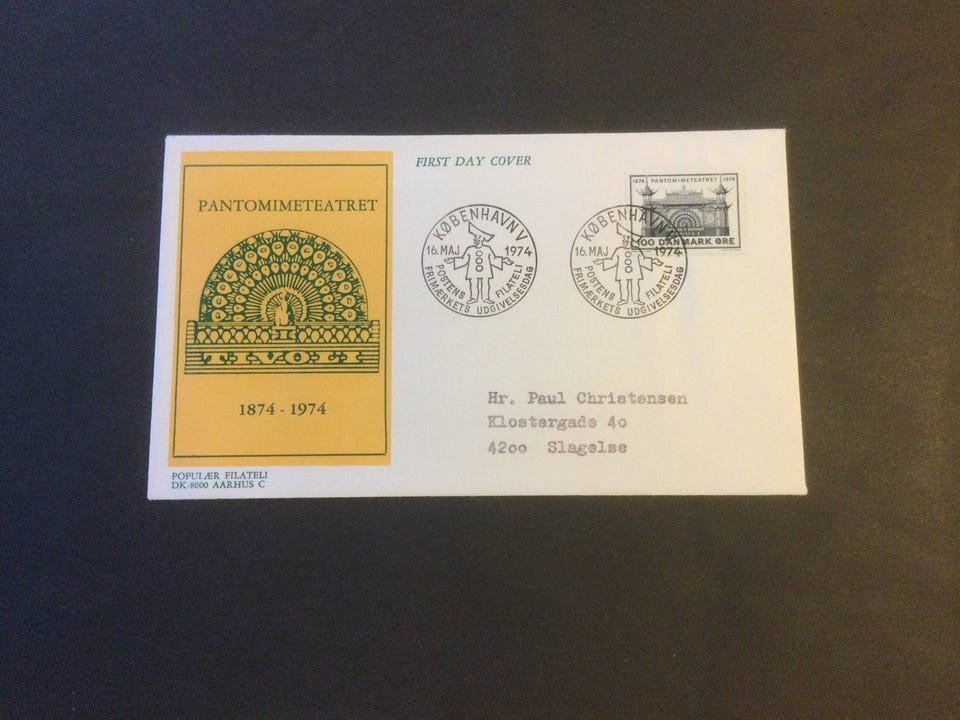 FIRST DAY COVER
PANTOMIMETEATRET
TIVOLI
1874 - 1974
POPULÆR FILATELI
DK-8000 AARHUS C
KØBENHAVN V
16. MAJ 1974
POSTENS FILATELI
FRIMÆRKETS UDGIVELSESDAG
KØBENHAVN V
16. MAJ 1974
POSTENS FILATELI
FRIMÆRKETS UDGIVELSESDAG
1874 PANTOMIMETEATRET 1974
100 DANMARK ØRE
Hr. Paul Christensen
Klostergade 4o
42oo Slagelse